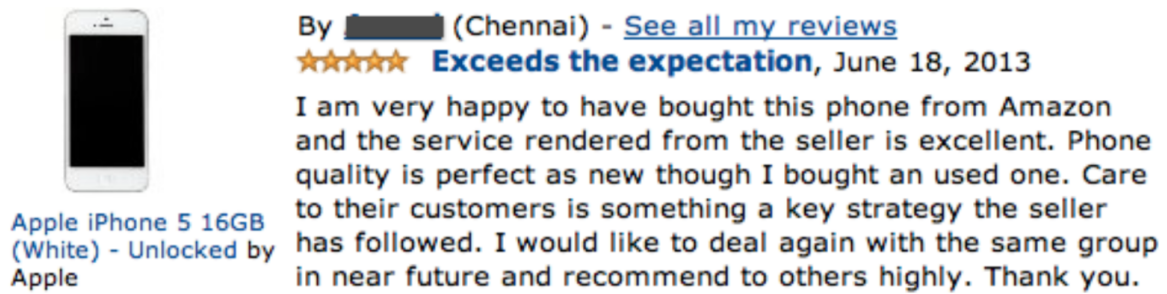 By (Chennai) - See all my reviews
Exceeds the expectation, June 18, 2013
I am very happy to have bought this phone from Amazon
and the service rendered from the seller is excellent. Phone
quality is perfect as new though I bought an used one. Care
to their customers is something a key strategy the seller
has followed. I would like to deal again with the same group
in near future and recommend to others highly. Thank you.
Apple iPhone 5 16GB
(White) - Unlocked by
Apple